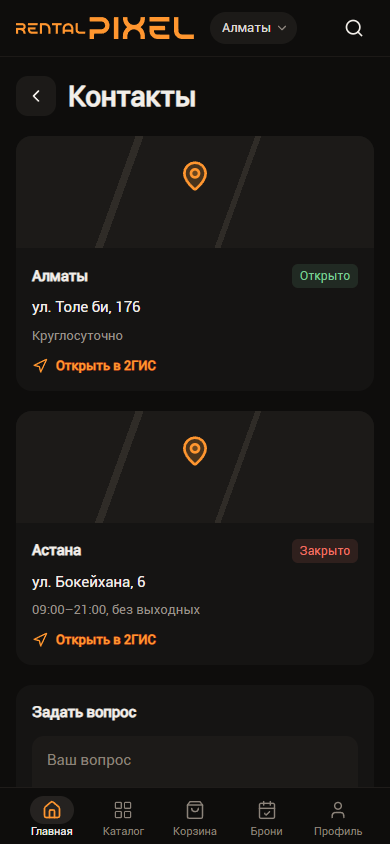 RENTAL PIXEL
Алматы
Контакты
Алматы
Открыто
ул. Толе би, 176
Круглосуточно
Открыть в 2ГИС
Астана
Закрыто
ул. Бокейхана, 6
09:00–21:00, без выходных
Открыть в 2ГИС
Задать вопрос
Ваш вопрос
Главная
Каталог
Корзина
Брони
Профиль